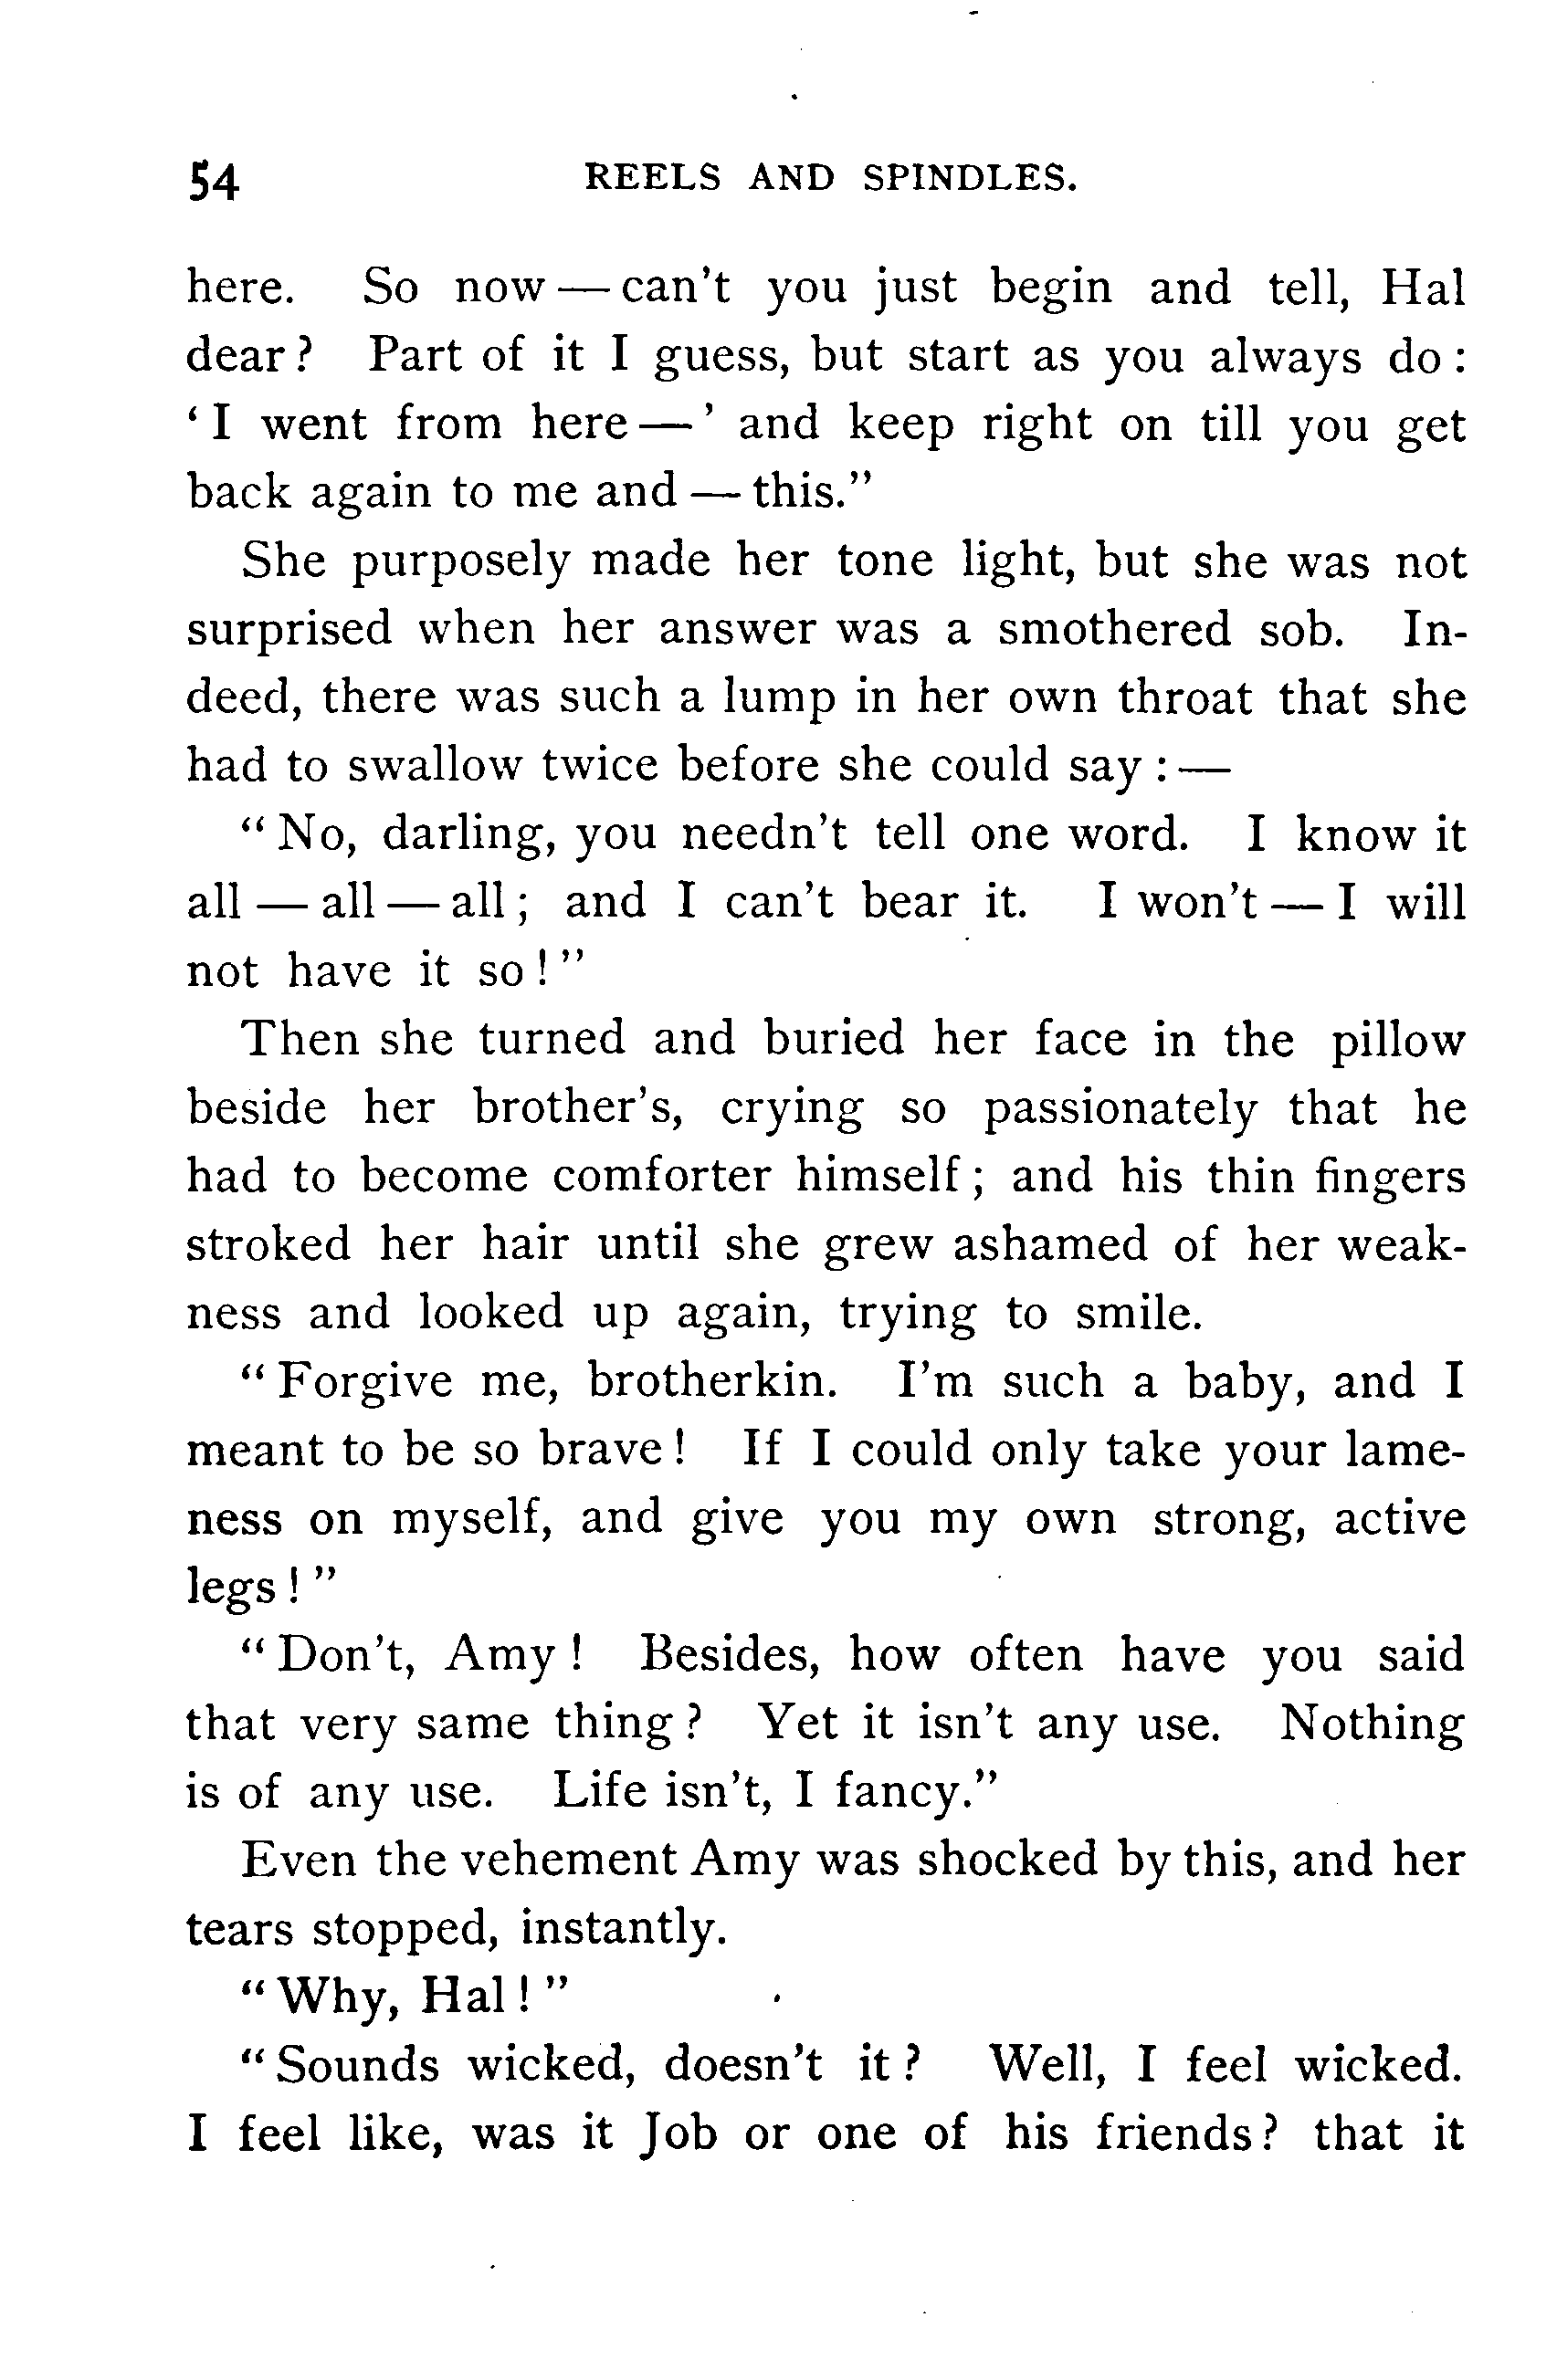 54 REELS AND SPINDLES.
here. So now — can't you just begin and tell, Hal
dear? Part of it I guess, but start as you always do:
'I went from here —' and keep right on till you get
back again to me and — this."
She purposely made her tone light, but she was not
surprised when her answer was a smothered sob. In-
deed, there was such a lump in her own throat that she
had to swallow twice before she could say: —
"No, darling, you needn't tell one word. I know it
all — all — all; and I can't bear it. I won't — I will
not have it so!"
Then she turned and buried her face in the pillow
beside her brother's, crying so passionately that he
had to become comforter himself; and his thin fingers
stroked her hair until she grew ashamed of her weak-
ness and looked up again, trying to smile.
"Forgive me, brotherkin. I'm such a baby, and I
meant to be so brave! If I could only take your lame-
ness on myself, and give you my own strong, active
legs!"
"Don't, Amy! Besides, how often have you said
that very same thing? Yet it isn't any use. Nothing
is of any use. Life isn't, I fancy."
Even the vehement Amy was shocked by this, and her
tears stopped, instantly.
"Why, Hal!"
"Sounds wicked, doesn't it? Well, I feel wicked.
I feel like, was it Job or one of his friends? that it